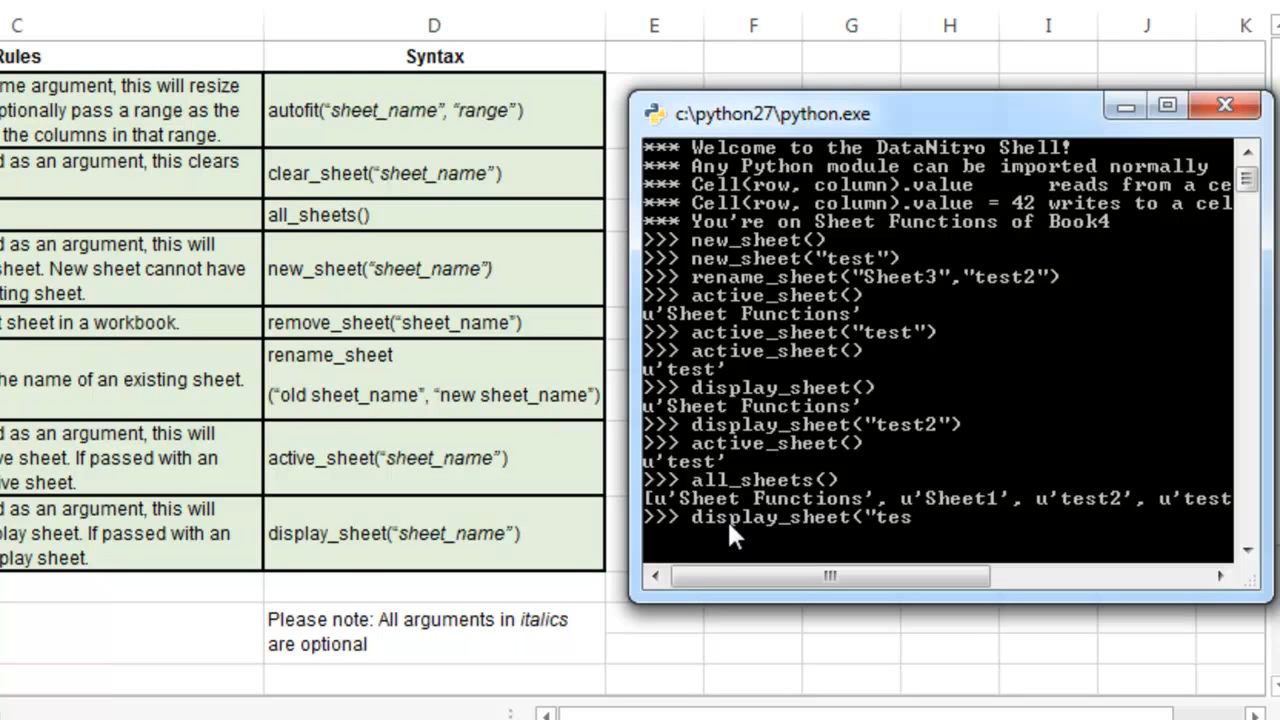 C D E F G H I J K
Rules Syntax
me argument, this will resize
ptionally pass a range as the
the columns in that range.
autofit(“sheet_name”, “range”)
d as an argument, this clears
clear_sheet(“sheet_name”)
all_sheets()
d as an argument, this will
sheet. New sheet cannot have
ting sheet.
new_sheet(“sheet_name”)
t sheet in a workbook.
remove_sheet(“sheet_name”)
he name of an existing sheet.
rename_sheet
(“old sheet_name”, “new sheet_name”)
d as an argument, this will
ve sheet. If passed with an
ive sheet.
active_sheet(“sheet_name”)
d as an argument, this will
play sheet. If passed with an
play sheet.
display_sheet(“sheet_name”)
Please note: All arguments in italics
are optional
c:\python27\python.exe
*** Welcome to the DataNitro Shell!
*** Any Python module can be imported normally
*** Cell(row, column).value reads from a ce
*** Cell(row, column).value = 42 writes to a cel
*** You're on Sheet Functions of Book4
>>> new_sheet()
>>> new_sheet("test")
>>> rename_sheet("Sheet3","test2")
>>> active_sheet()
u'Sheet Functions'
>>> active_sheet("test")
>>> active_sheet()
u'test'
>>> display_sheet()
u'Sheet Functions'
>>> display_sheet("test2")
>>> active_sheet()
u'test'
>>> all_sheets()
[u'Sheet Functions', u'Sheet1', u'test2', u'test
>>> display_sheet("tes